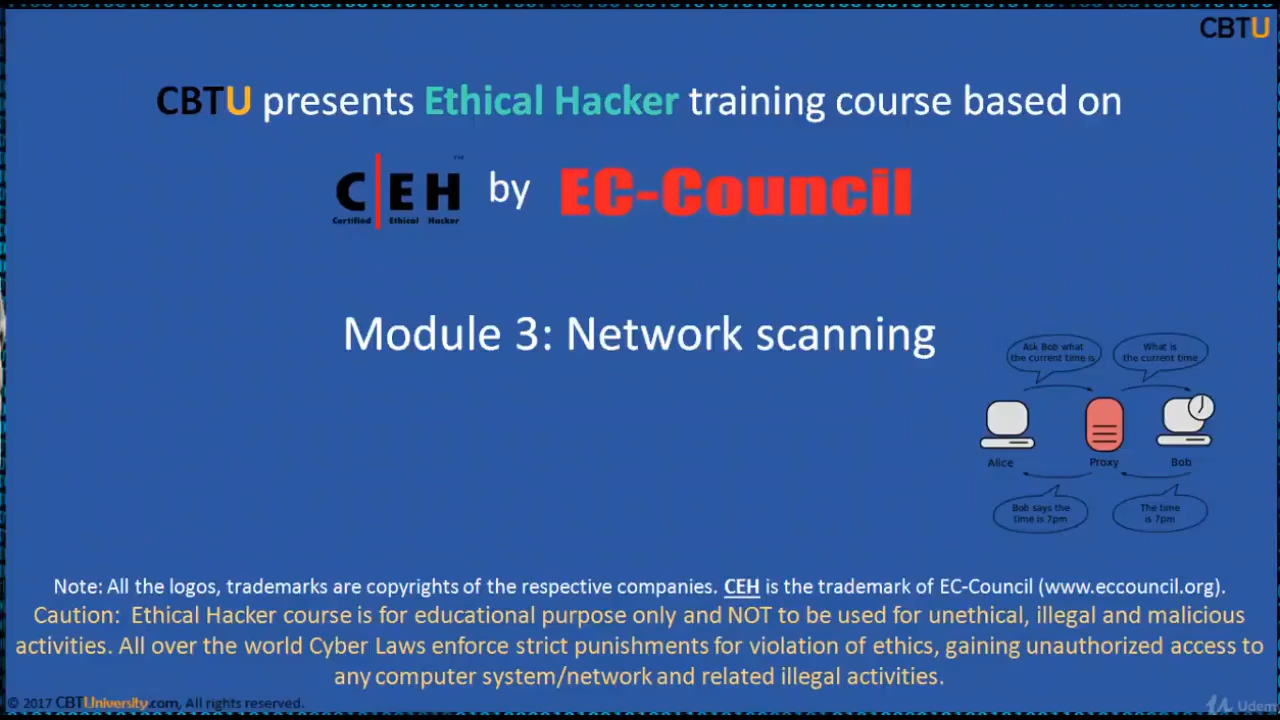 CBTU
CBTU presents Ethical Hacker training course based on
CEH ™ by EC-Council
Certified Ethical Hacker
Module 3: Network scanning
Ask Bob what
the current time is
What is
the current time
Alice
Proxy
Bob
Bob says the
time is 7pm
The time
is 7pm
Note: All the logos, trademarks are copyrights of the respective companies. CEH is the trademark of EC-Council (www.eccouncil.org).
Caution: Ethical Hacker course is for educational purpose only and NOT to be used for unethical, illegal and malicious
activities. All over the world Cyber Laws enforce strict punishments for violation of ethics, gaining unauthorized access to
any computer system/network and related illegal activities.
© 2017 CBTUniversity.com, All rights reserved.